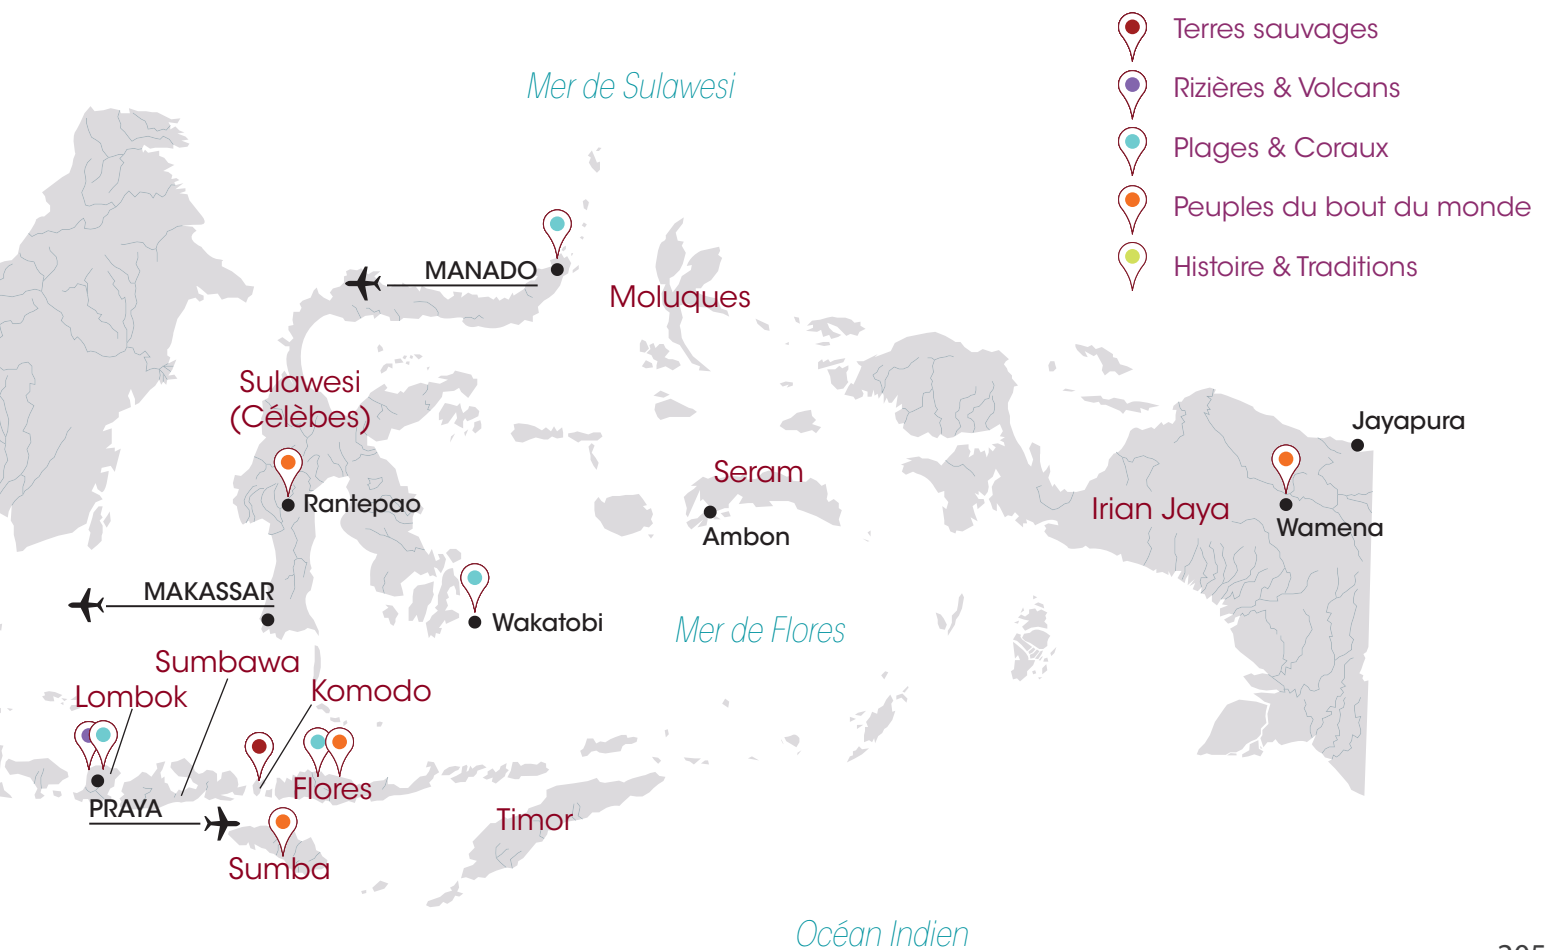 Terres sauvages
Rizières & Volcans
Plages & Coraux
Peuples du bout du monde
Histoire & Traditions
Mer de Sulawesi
MANADO
Moluques
Sulawesi
(Célèbes)
Jayapura
Seram
Rantepao
Irian Jaya
Wamena
Ambon
MAKASSAR
Wakatobi
Mer de Flores
Sumbawa
Lombok
Komodo
Flores
PRAYA
Timor
Sumba
Océan Indien